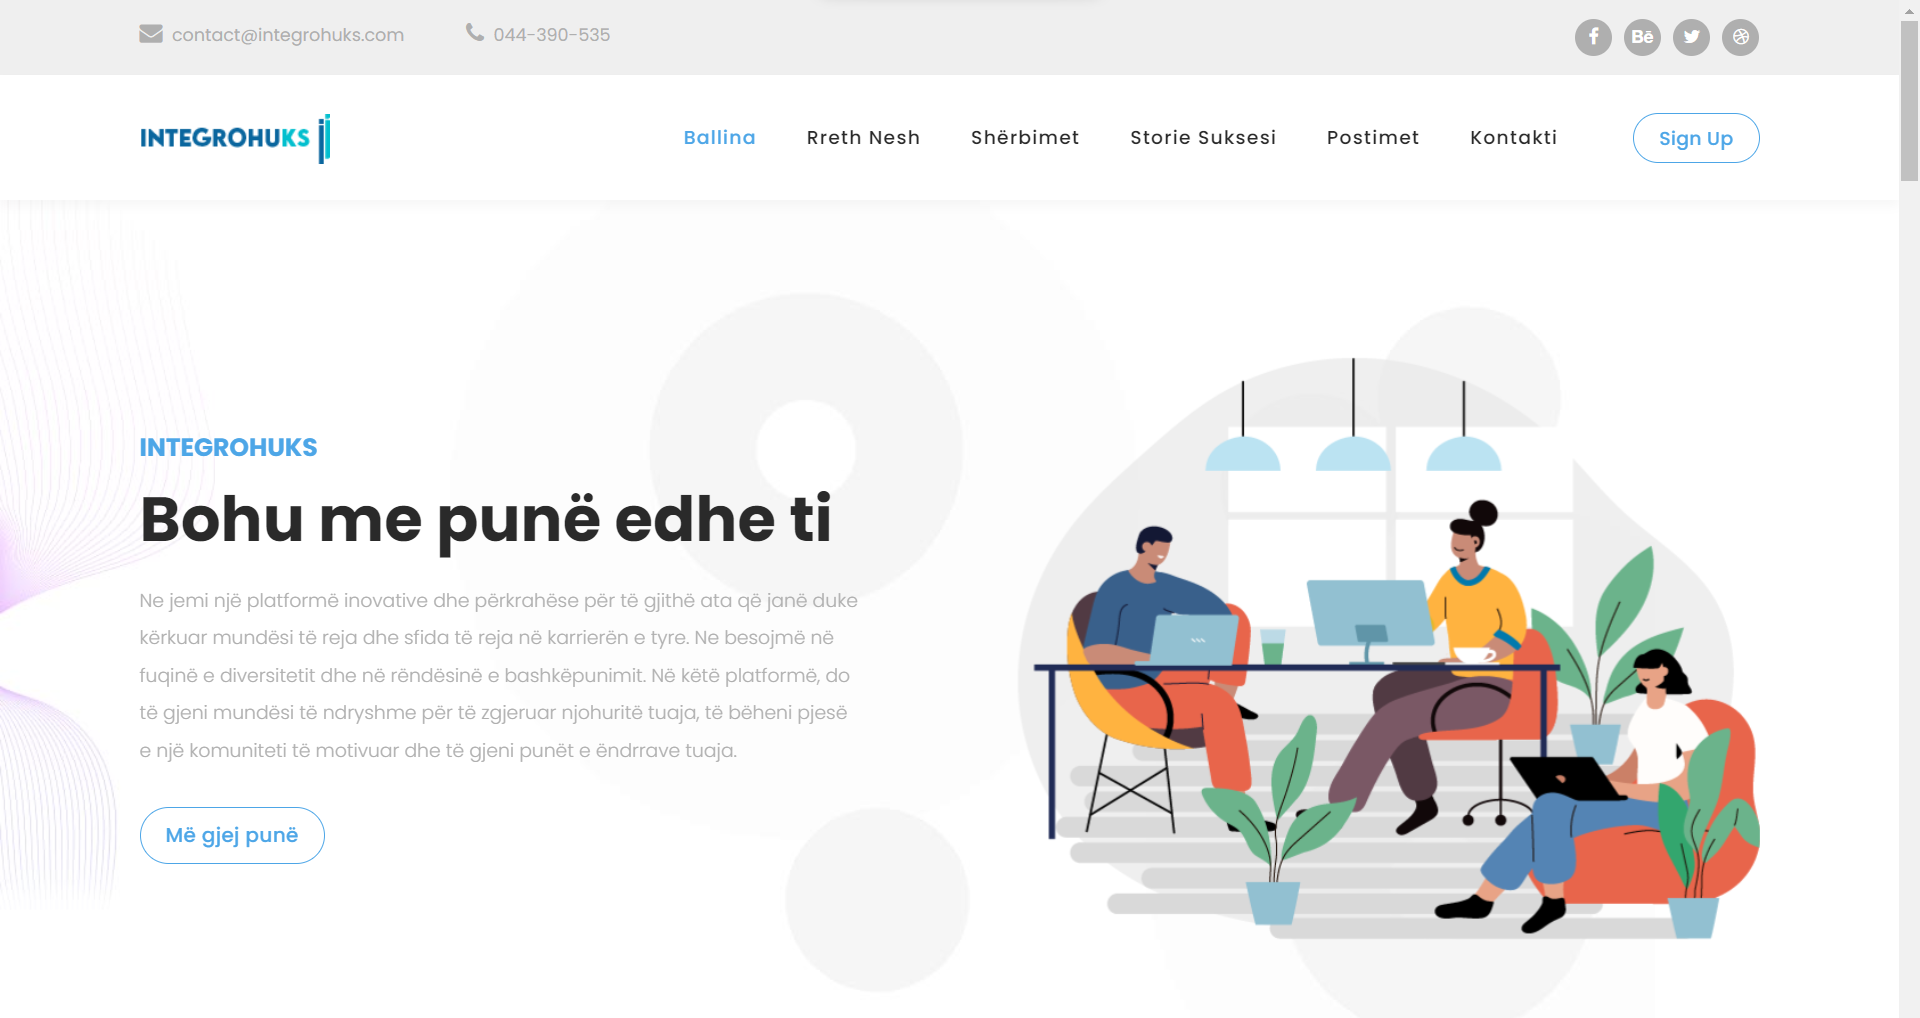 contact@integrohuks.com
044-390-535
INTEGROHUKS
Ballina
Rreth Nesh
Shërbimet
Storie Suksesi
Postimet
Kontakti
Sign Up
INTEGROHUKS
Bohu me punë edhe ti
Ne jemi një platformë inovative dhe përkrahëse për të gjithë ata që janë duke
kërkuar mundësi të reja dhe sfida të reja në karrierën e tyre. Ne besojmë në
fuqinë e diversitetit dhe në rëndësinë e bashkëpunimit. Në këtë platformë, do
të gjeni mundësi të ndryshme për të zgjeruar njohuritë tuaja, të bëheni pjesë
e një komuniteti të motivuar dhe të gjeni punët e ëndrrave tuaja.
Më gjej punë